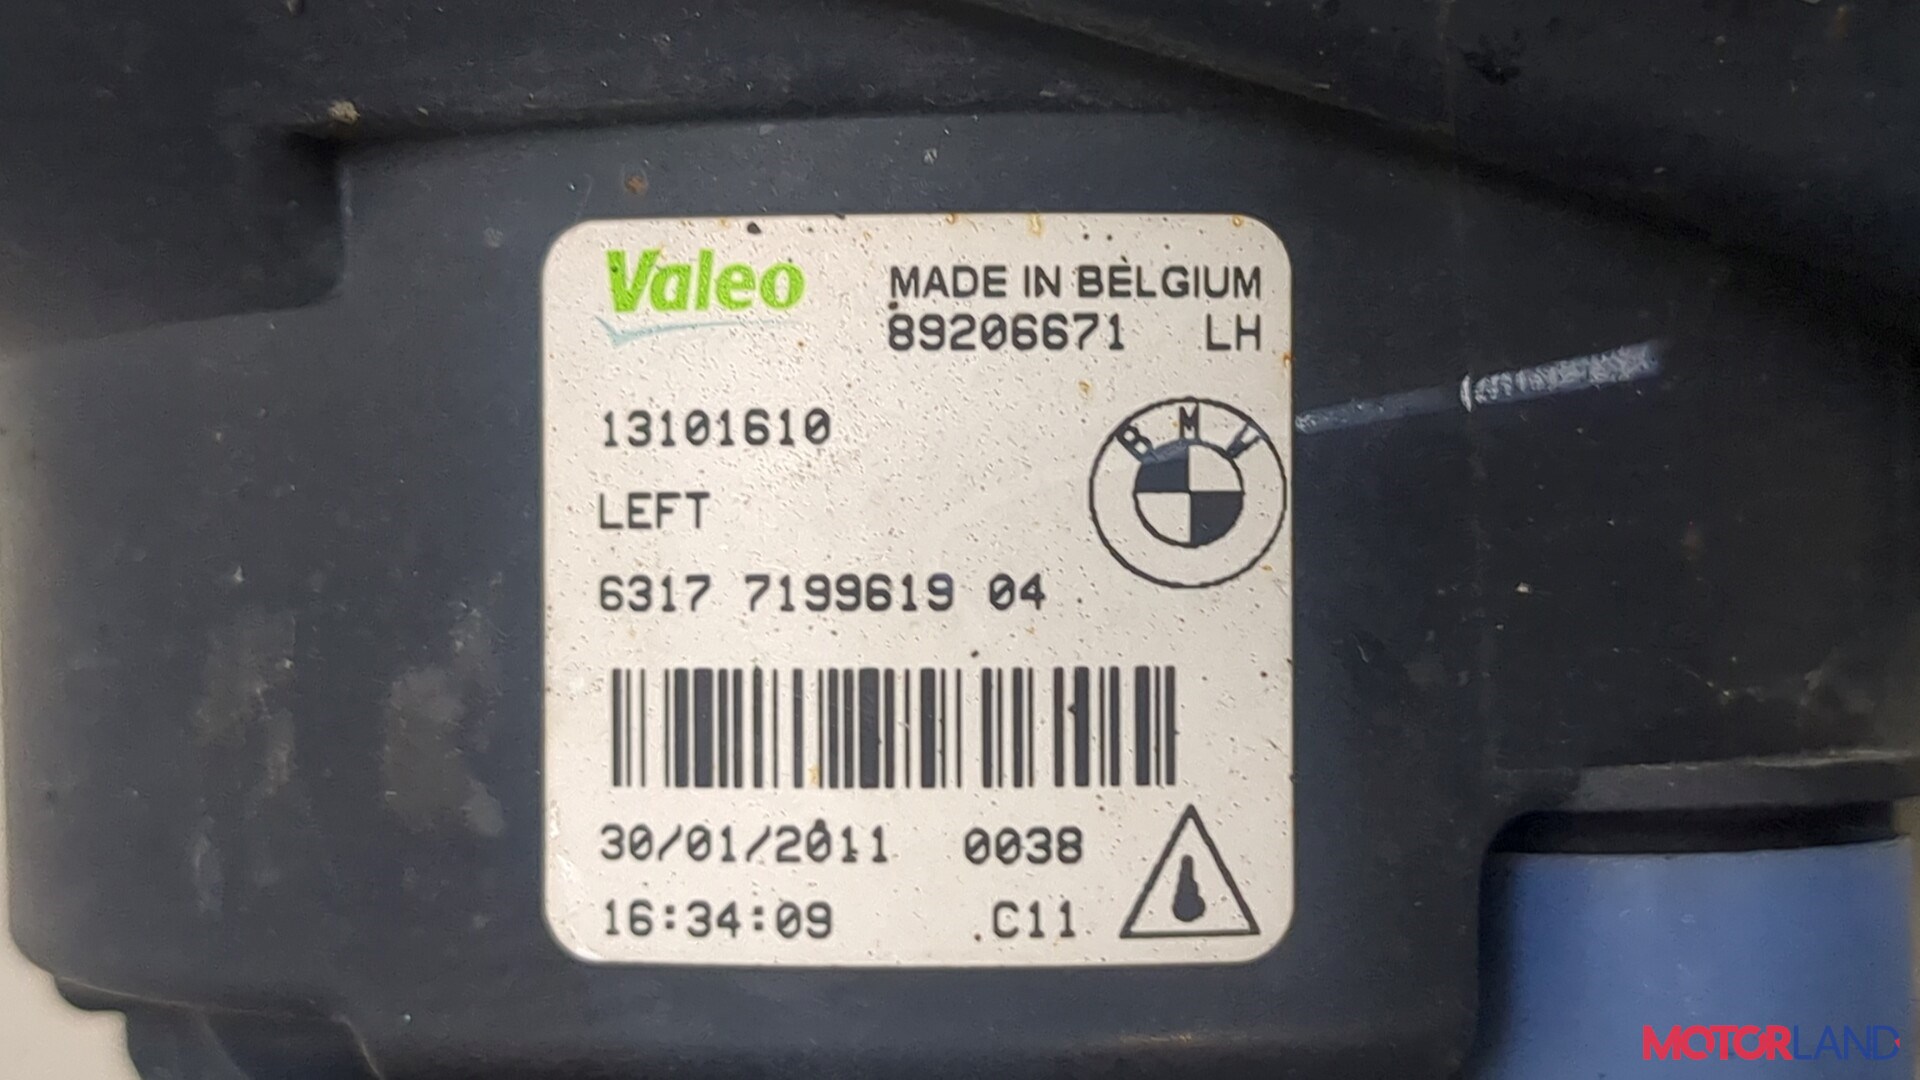 Valeo
MADE IN BELGIUM
89206671 LH
13101610
BMW
LEFT
6317 7199619 04
30/01/2011 0038
16:34:09 C11
MOTORLAND